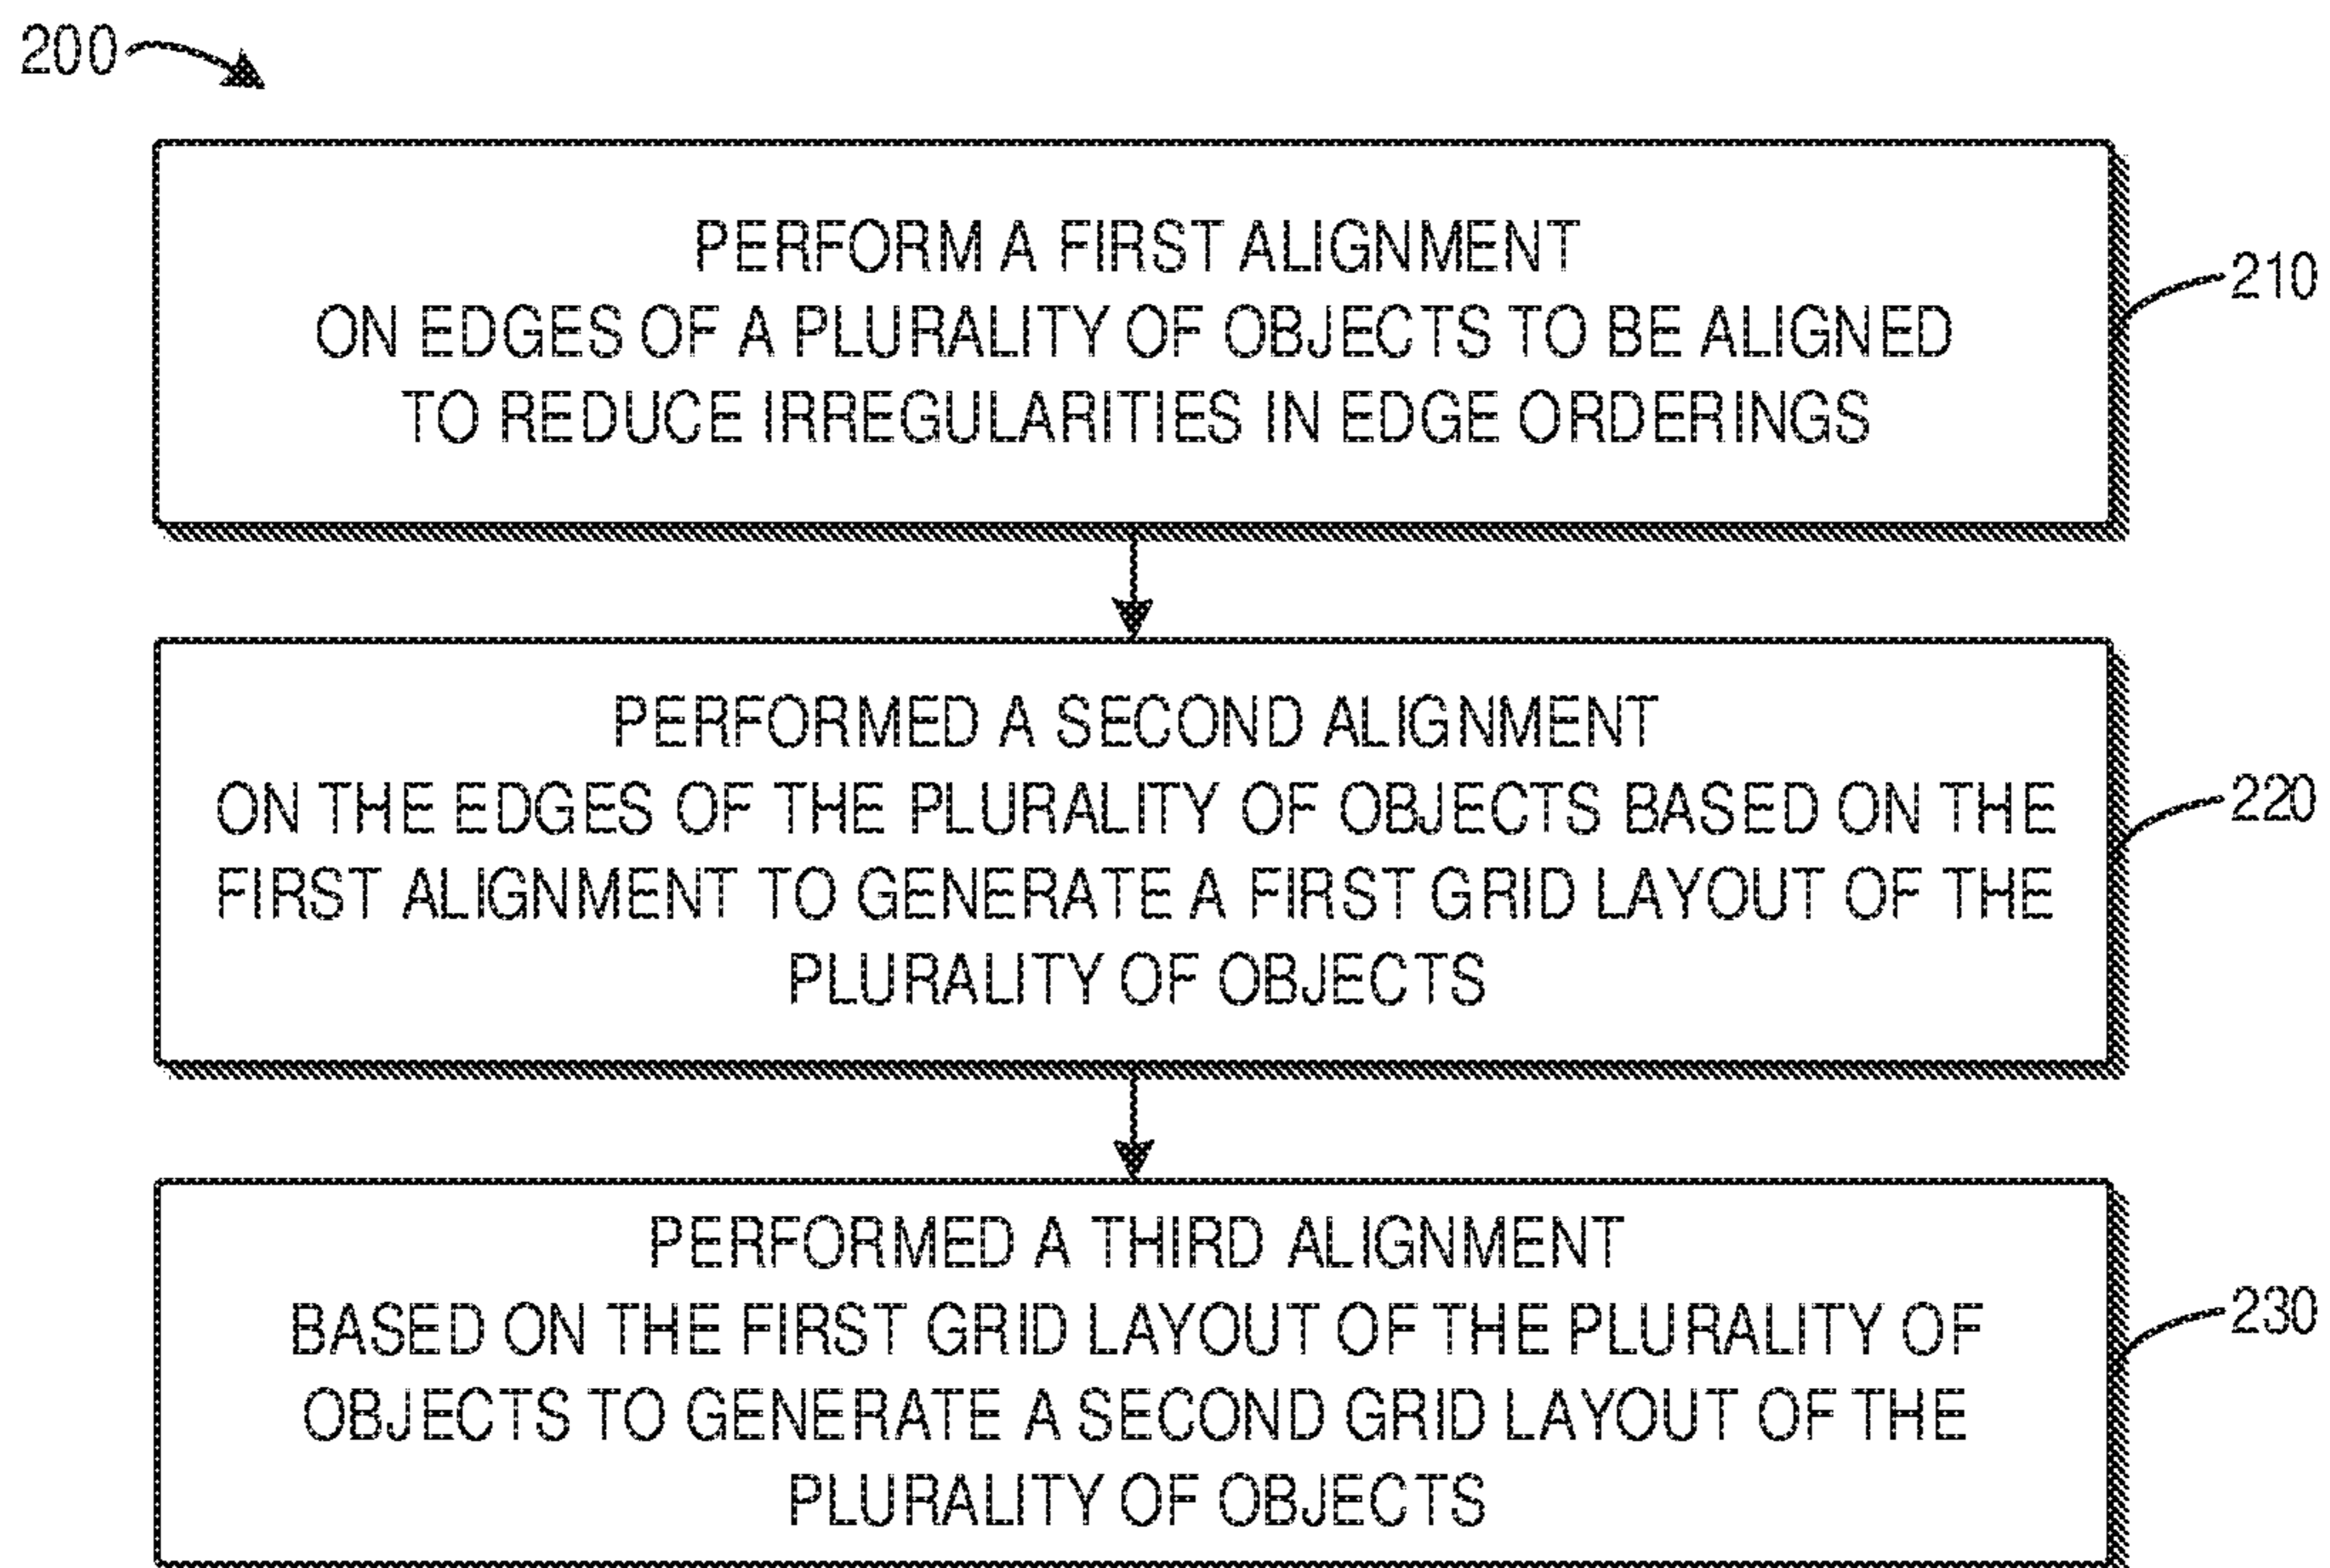 200
PERFORM A FIRST ALIGNMENT
ON EDGES OF A PLURALITY OF OBJECTS TO BE ALIGNED
TO REDUCE IRREGULARITIES IN EDGE ORDERINGS
210
PERFORMED A SECOND ALIGNMENT
ON THE EDGES OF THE PLURALITY OF OBJECTS BASED ON THE
FIRST ALIGNMENT TO GENERATE A FIRST GRID LAYOUT OF THE
PLURALITY OF OBJECTS
220
PERFORMED A THIRD ALIGNMENT
BASED ON THE FIRST GRID LAYOUT OF THE PLURALITY OF
OBJECTS TO GENERATE A SECOND GRID LAYOUT OF THE
PLURALITY OF OBJECTS
230